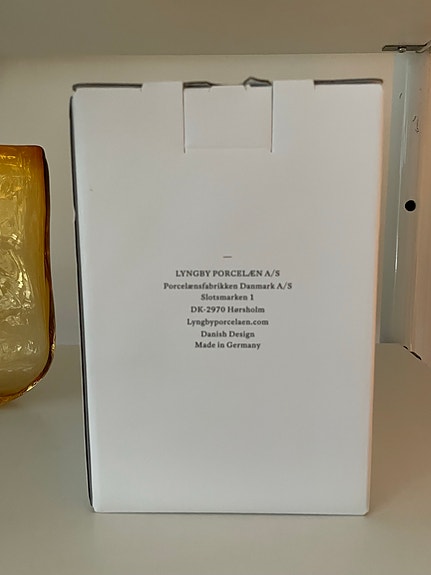 LYNGBY PORCELÆN A/S
Porcelænsfabrikken Danmark A/S
Slotsmarken 1
DK-2970 Hørsholm
Lyngbyporcelaen.com
Danish Design
Made in Germany